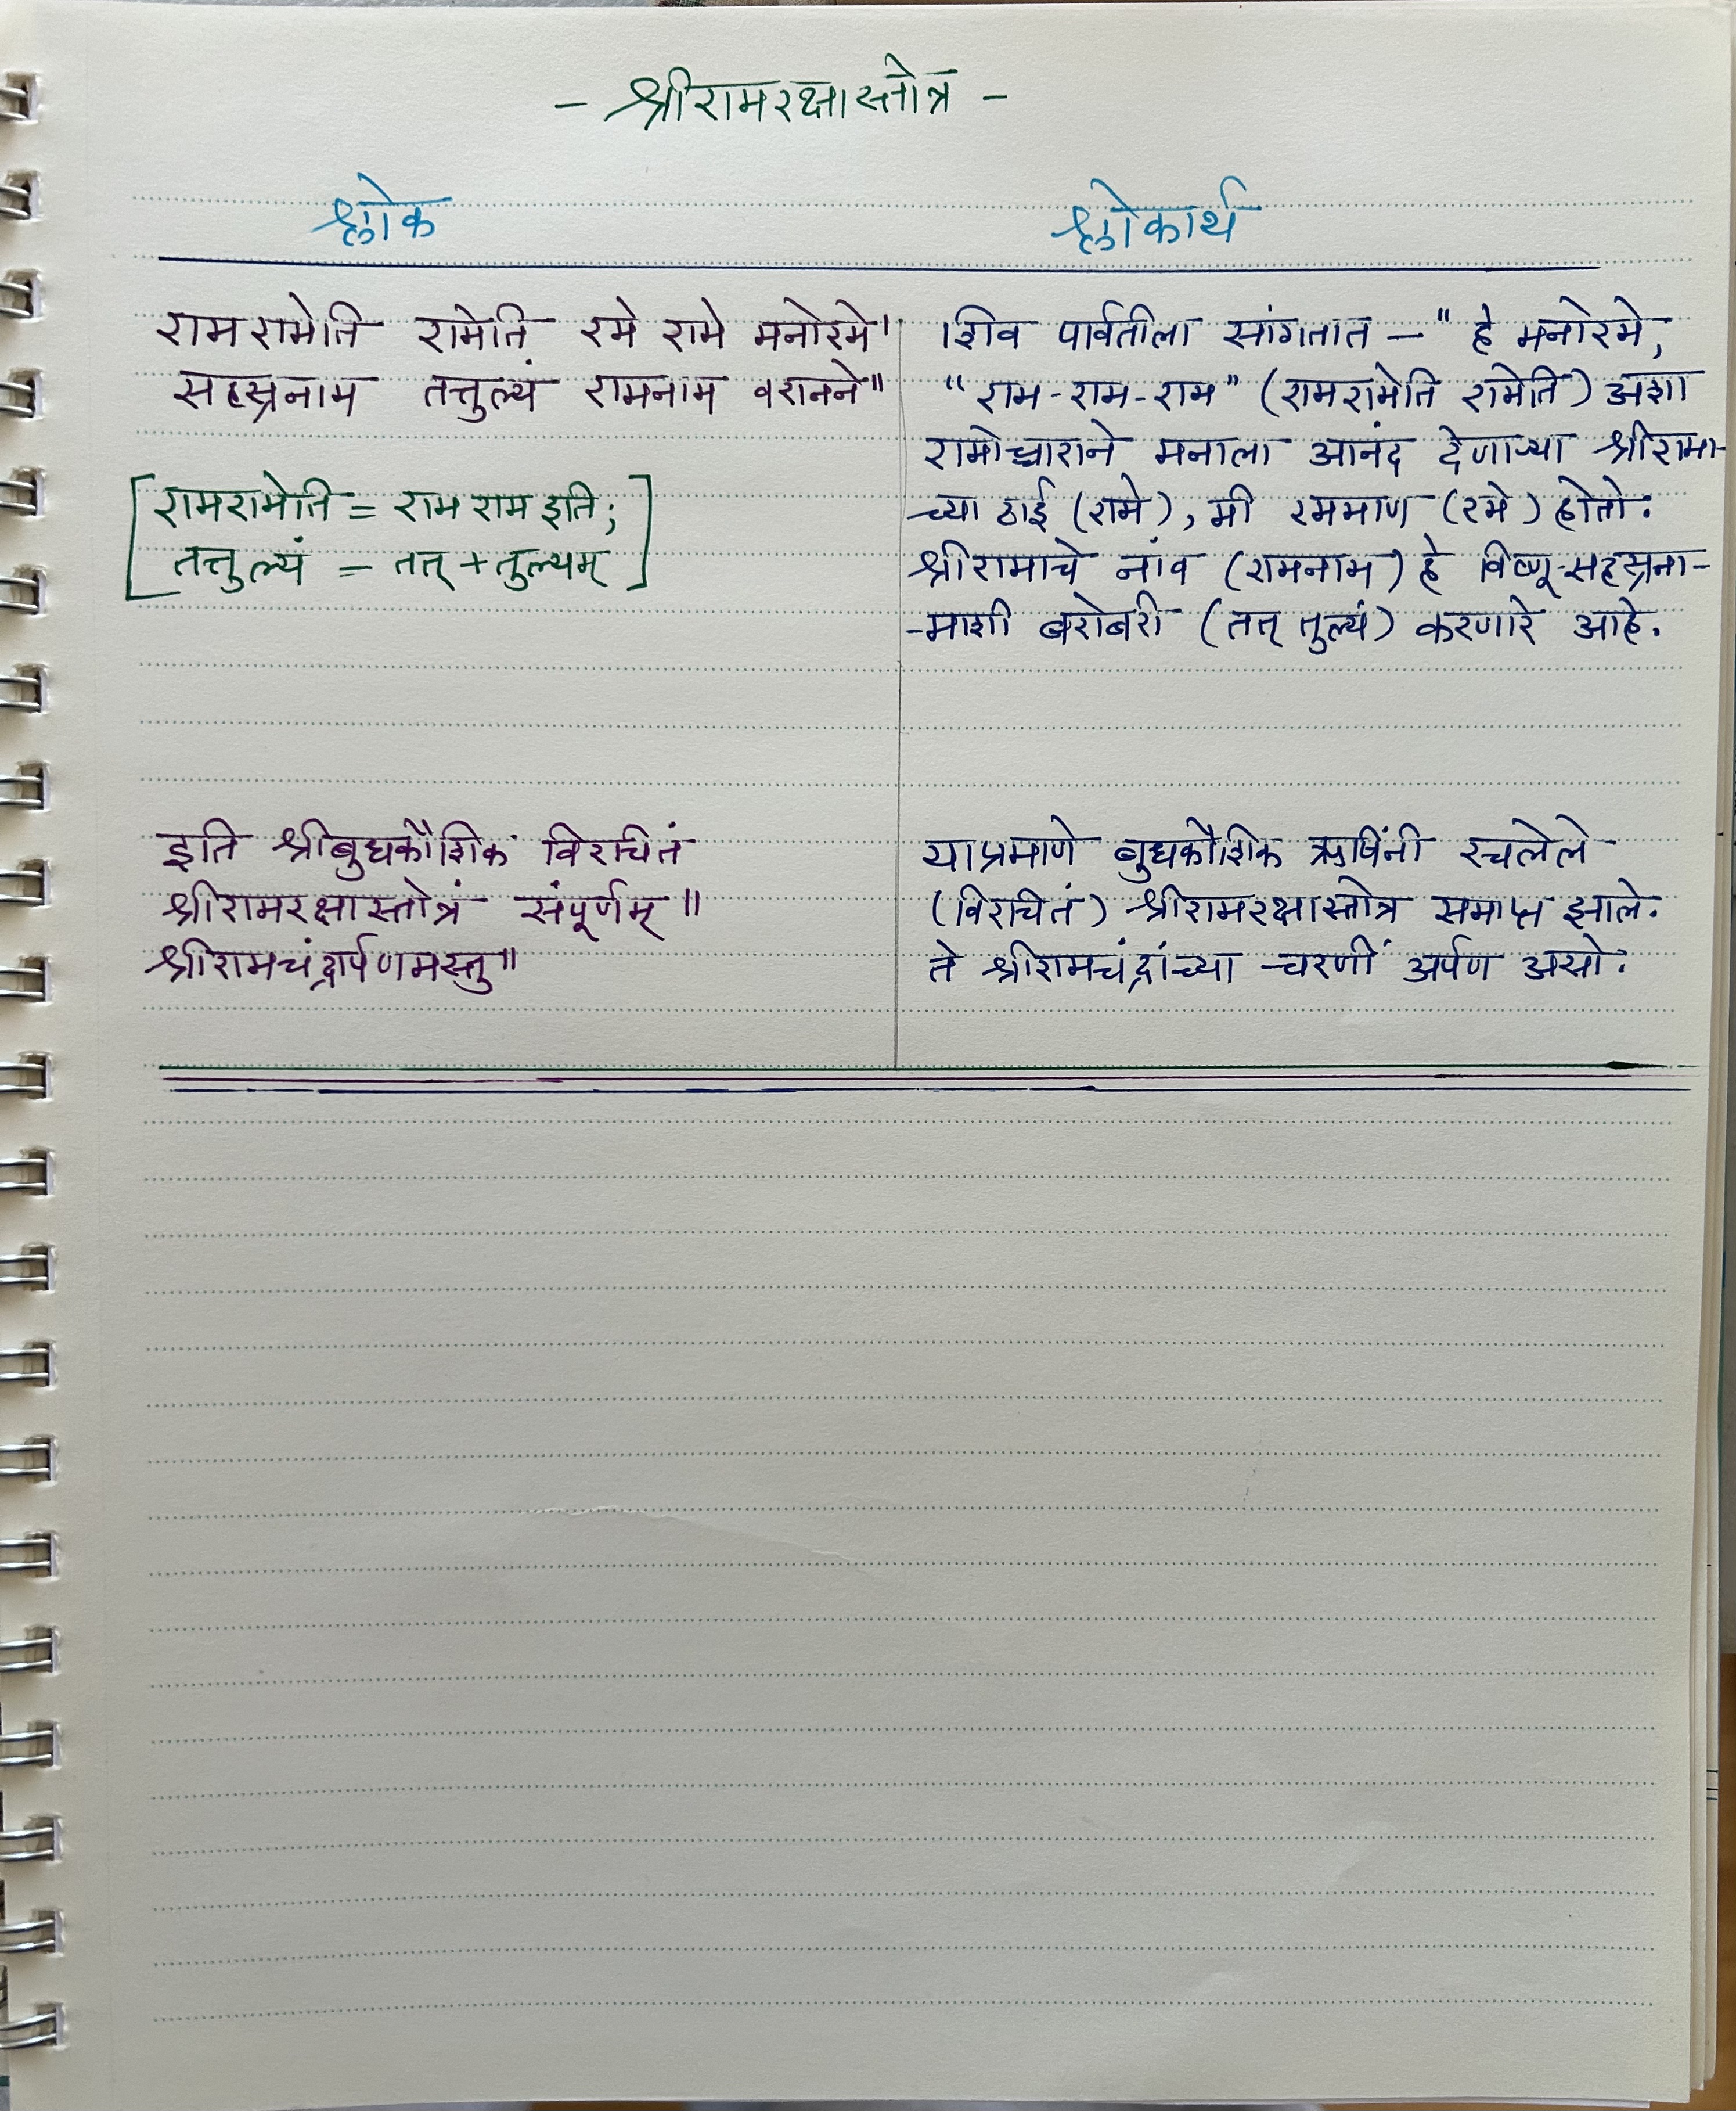 - श्रीरामरक्षास्तोत्र -
श्लोक
श्लोकार्थ
रामरामेति रामेति रमे रामे मनोरमे।
सहस्रनाम तत्तुल्यं रामनाम वरानने॥
[रामरामेति = राम राम इति;
तत्तुल्यं = तत् + तुल्यम्]
शिव पार्वतीला सांगतात - "हे मनोरमे,
"राम-राम-राम" (रामरामेति रामेति) अशा
रामोच्चाराने मनाला आनंद देणाऱ्या श्रीरामा-
च्या ठाई (रामे), मी रममाण (रमे) होतो.
श्रीरामाचे नांव (रामनाम) हे विष्णू-सहस्रना-
-माशी बरोबरी (तत् तुल्यं) करणारे आहे.
इति श्रीबुधकौशिक विरचितं
श्रीरामरक्षास्तोत्रं संपूर्णम् ॥
श्रीरामचंद्रार्पणमस्तु॥
याप्रमाणे बुधकौशिक ऋषिंनी रचलेले
(विरचितं) श्रीरामरक्षास्तोत्र समाप्त झाले.
ते श्रीरामचंद्रांच्या चरणीं अर्पण असो.